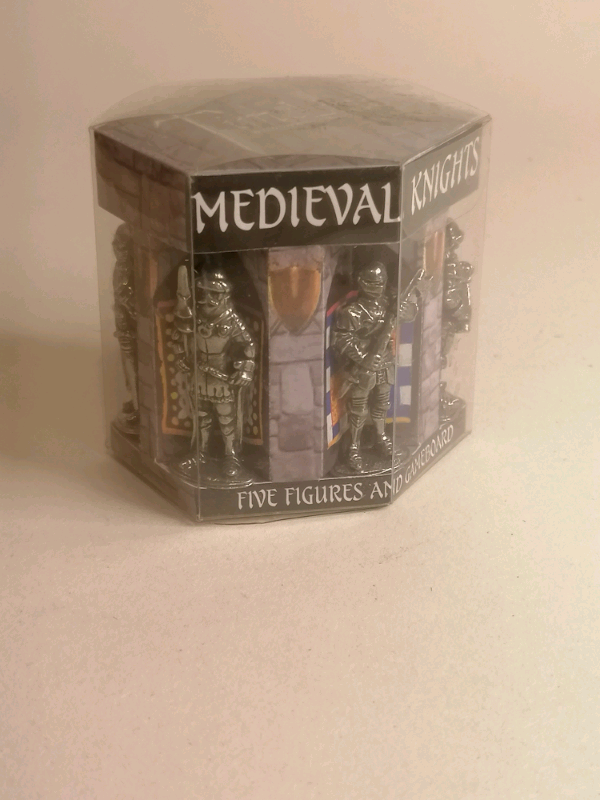 MEDIEVAL KNIGHTS
FIVE FIGURES AND GAMEBOARD